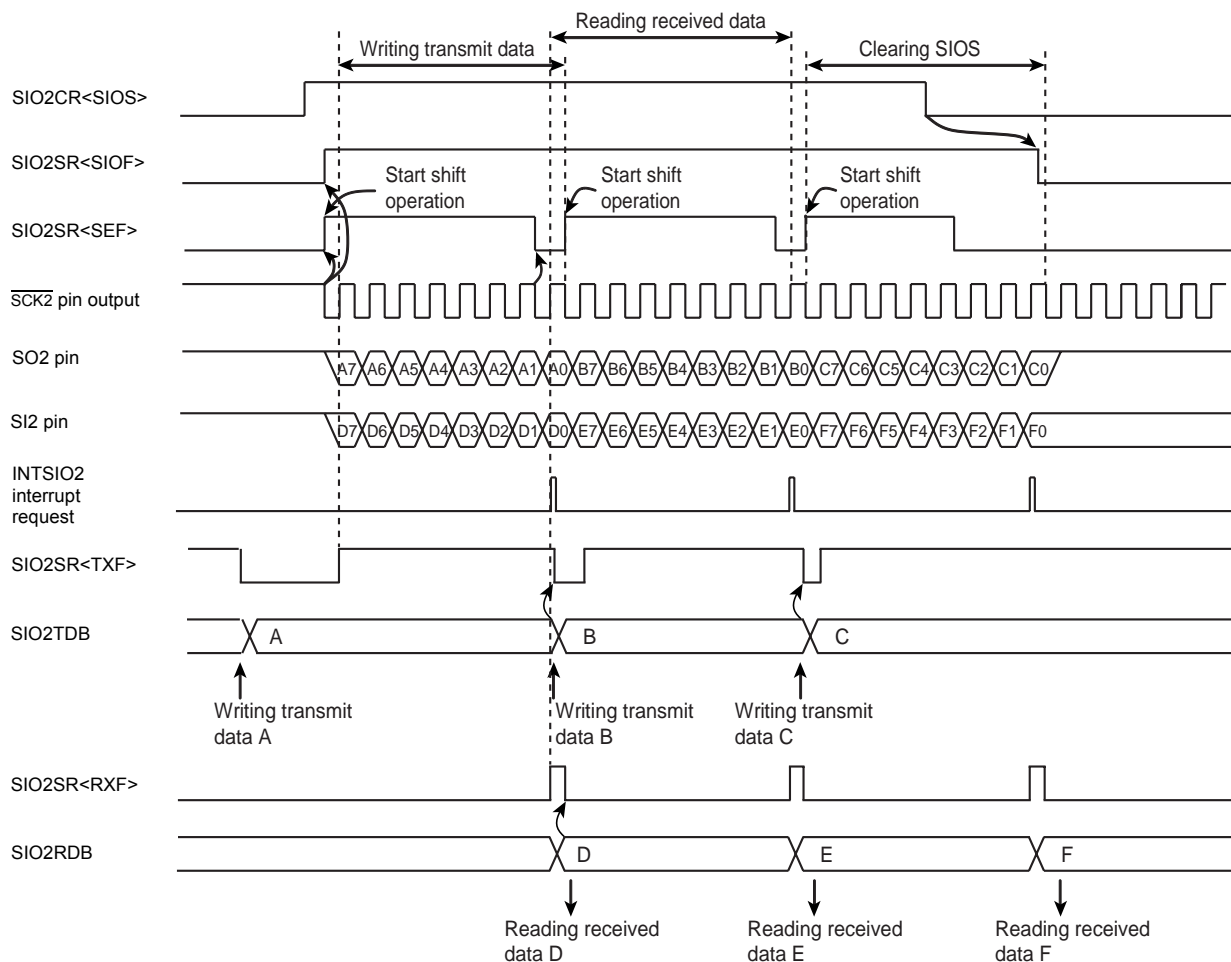 Reading received data
Writing transmit data
Clearing SIOS
SIO2CR<SIOS>
SIO2SR<SIOF>
Start shift
operation
Start shift
operation
Start shift
operation
SIO2SR<SEF>
SCK2 pin output
SO2 pin
A7 A6 A5 A4 A3 A2 A1 A0 B7 B6 B5 B4 B3 B2 B1 B0 C7 C6 C5 C4 C3 C2 C1 C0
SI2 pin
D7 D6 D5 D4 D3 D2 D1 D0 E7 E6 E5 E4 E3 E2 E1 E0 F7 F6 F5 F4 F3 F2 F1 F0
INTSIO2
interrupt
request
SIO2SR<TXF>
SIO2TDB
A B C
Writing transmit
data A
Writing transmit
data B
Writing transmit
data C
SIO2SR<RXF>
SIO2RDB
D E F
Reading received
data D
Reading received
data E
Reading received
data F